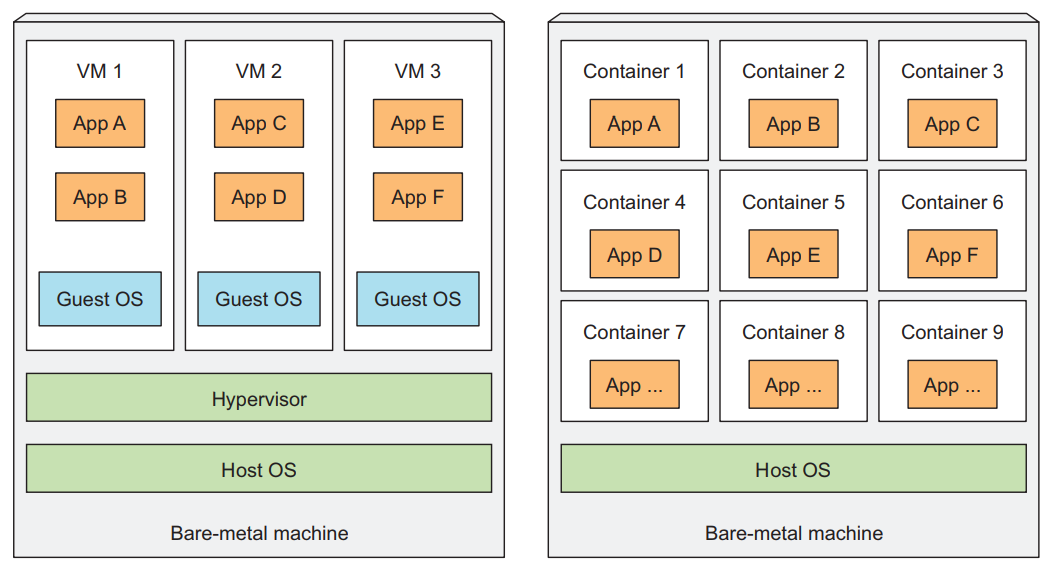 VM 1
App A
App B
Guest OS
VM 2
App C
App D
Guest OS
VM 3
App E
App F
Guest OS
Hypervisor
Host OS
Bare-metal machine
Container 1
App A
Container 2
App B
Container 3
App C
Container 4
App D
Container 5
App E
Container 6
App F
Container 7
App ...
Container 8
App ...
Container 9
App ...
Host OS
Bare-metal machine